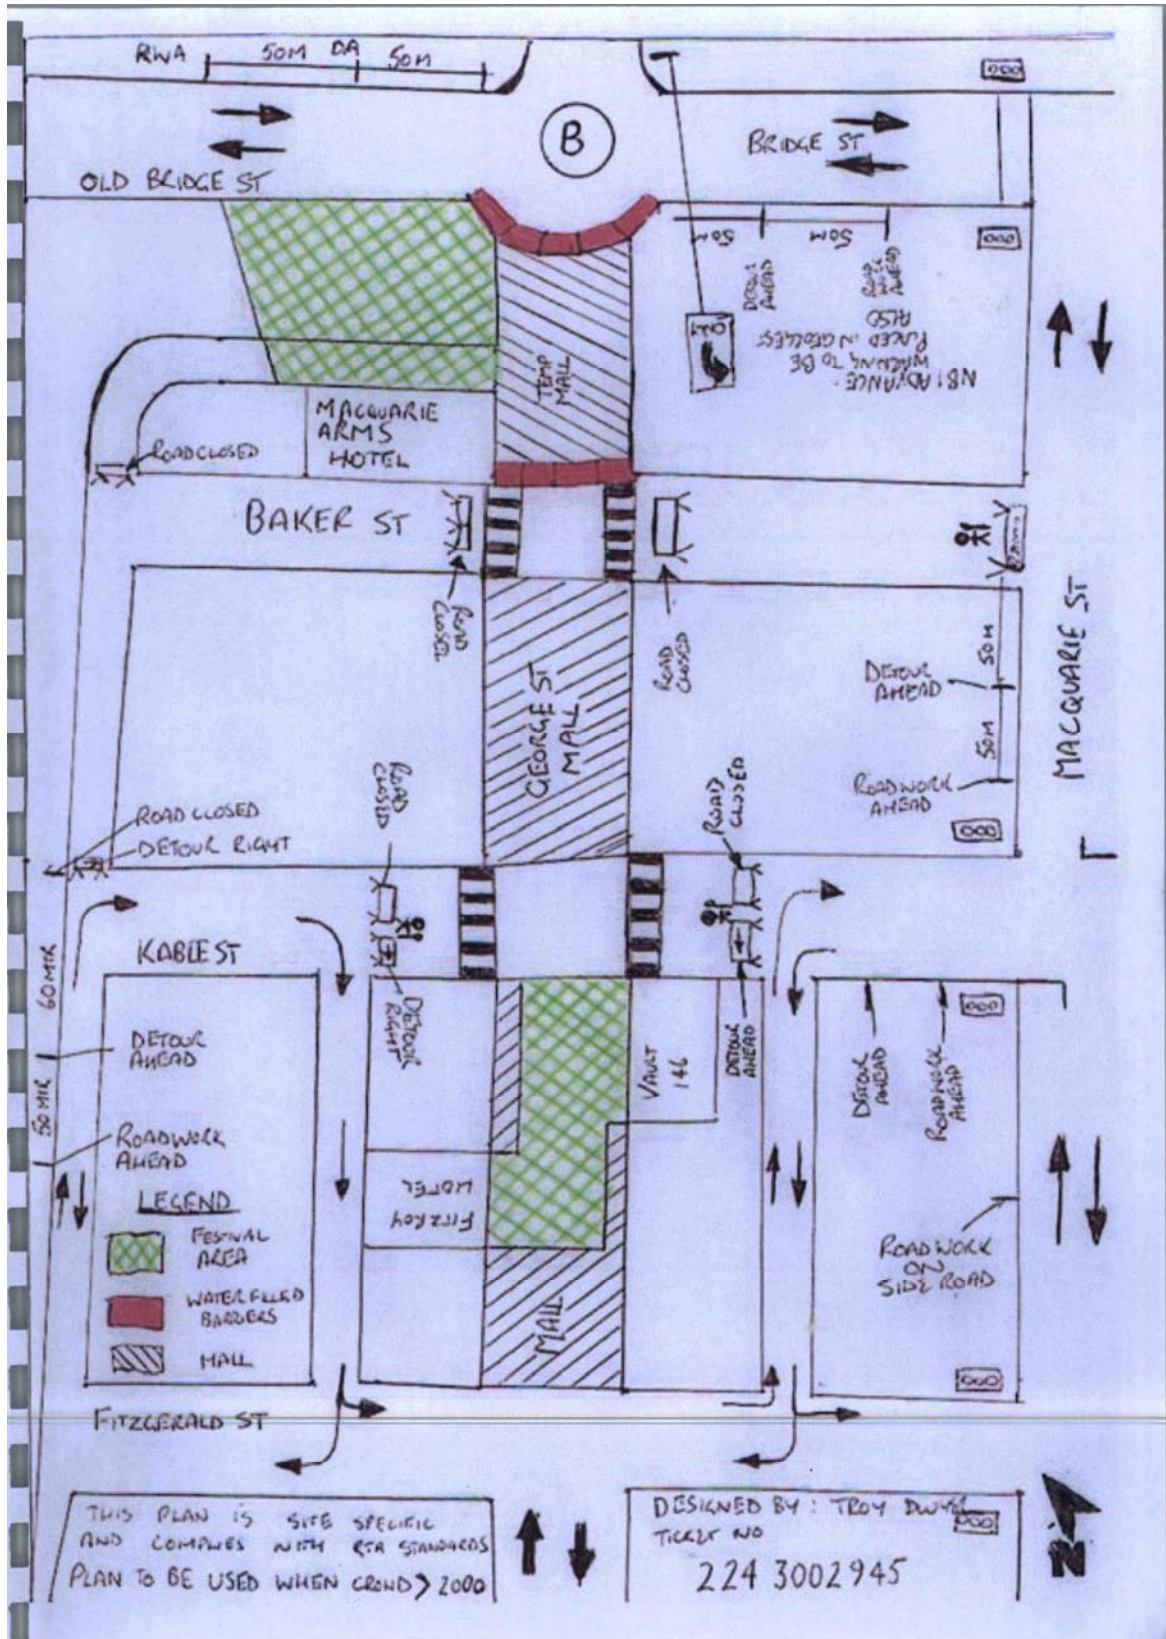 RWA 50M DA 50M
B
BRIDGE ST
OLD BRIDGE ST
50M
50M
DETOUR
AHEAD
ROAD
WORK
AHEAD
TEMP
MALL
NB! ADVANCE
WARNING TO BE
PLACED IN GEORGE ST
ALSO
MACQUARIE
ARMS
HOTEL
ROAD CLOSED
BAKER ST
ROAD
CLOSED
ROAD
CLOSED
GEORGE ST
MALL
MACQUARIE ST
50M
DETOUR
AHEAD
50M
ROADWORK
AHEAD
ROAD CLOSED
DETOUR RIGHT
ROAD
CLOSED
ROAD
CLOSED
KABLE ST
60 MTR
DETOUR
AHEAD
50 MTR
ROADWORK
AHEAD
DETOUR
RIGHT
VAULT
146
DETOUR
AHEAD
DETOUR
AHEAD
ROADWORK
AHEAD
LEGEND
FESTIVAL
AREA
WATER FILLED
BARRIERS
MALL
FITZROY
HOTEL
MALL
ROADWORK
ON
SIDE ROAD
FITZGERALD ST
THIS PLAN IS SITE SPECIFIC
AND COMPLIES WITH RTA STANDARDS
PLAN TO BE USED WHEN CROWD > 2000
DESIGNED BY: TROY DWYER
TICKET NO
224 3002945
N